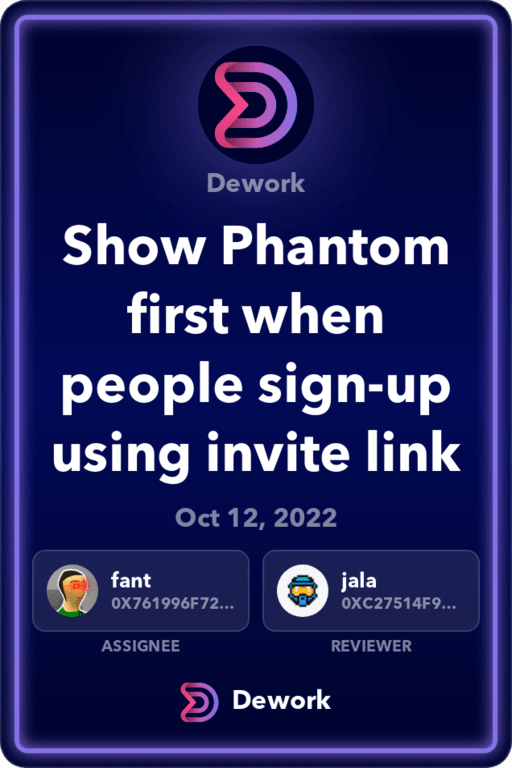 Dework
Show Phantom
first when
people sign-up
using invite link
Oct 12, 2022
fant
0X761996F72...
ASSIGNEE
jala
0XC27514F9...
REVIEWER
Dework